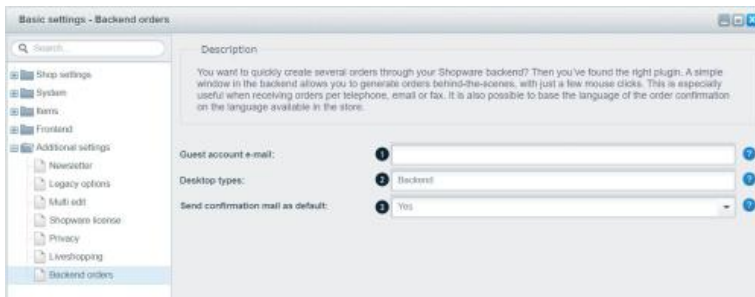 Basic settings - Backend orders
Search...
Shop settings
System
Items
Frontend
Additional settings
Newsletter
Legacy options
Multi edit
Shopware license
Privacy
Liveshopping
Backend orders
Description
You want to quickly create several orders through your Shopware backend? Then you've found the right plugin. A simple
window in the backend allows you to generate orders behind-the-scenes, with just a few mouse clicks. This is especially
useful when receiving orders per telephone, email or fax. It is also possible to base the language of the order confirmation
on the language available in the store.
Guest account e-mail: 1 ?
Desktop types: 2 Backend ?
Send confirmation mail as default: 3 Yes ?